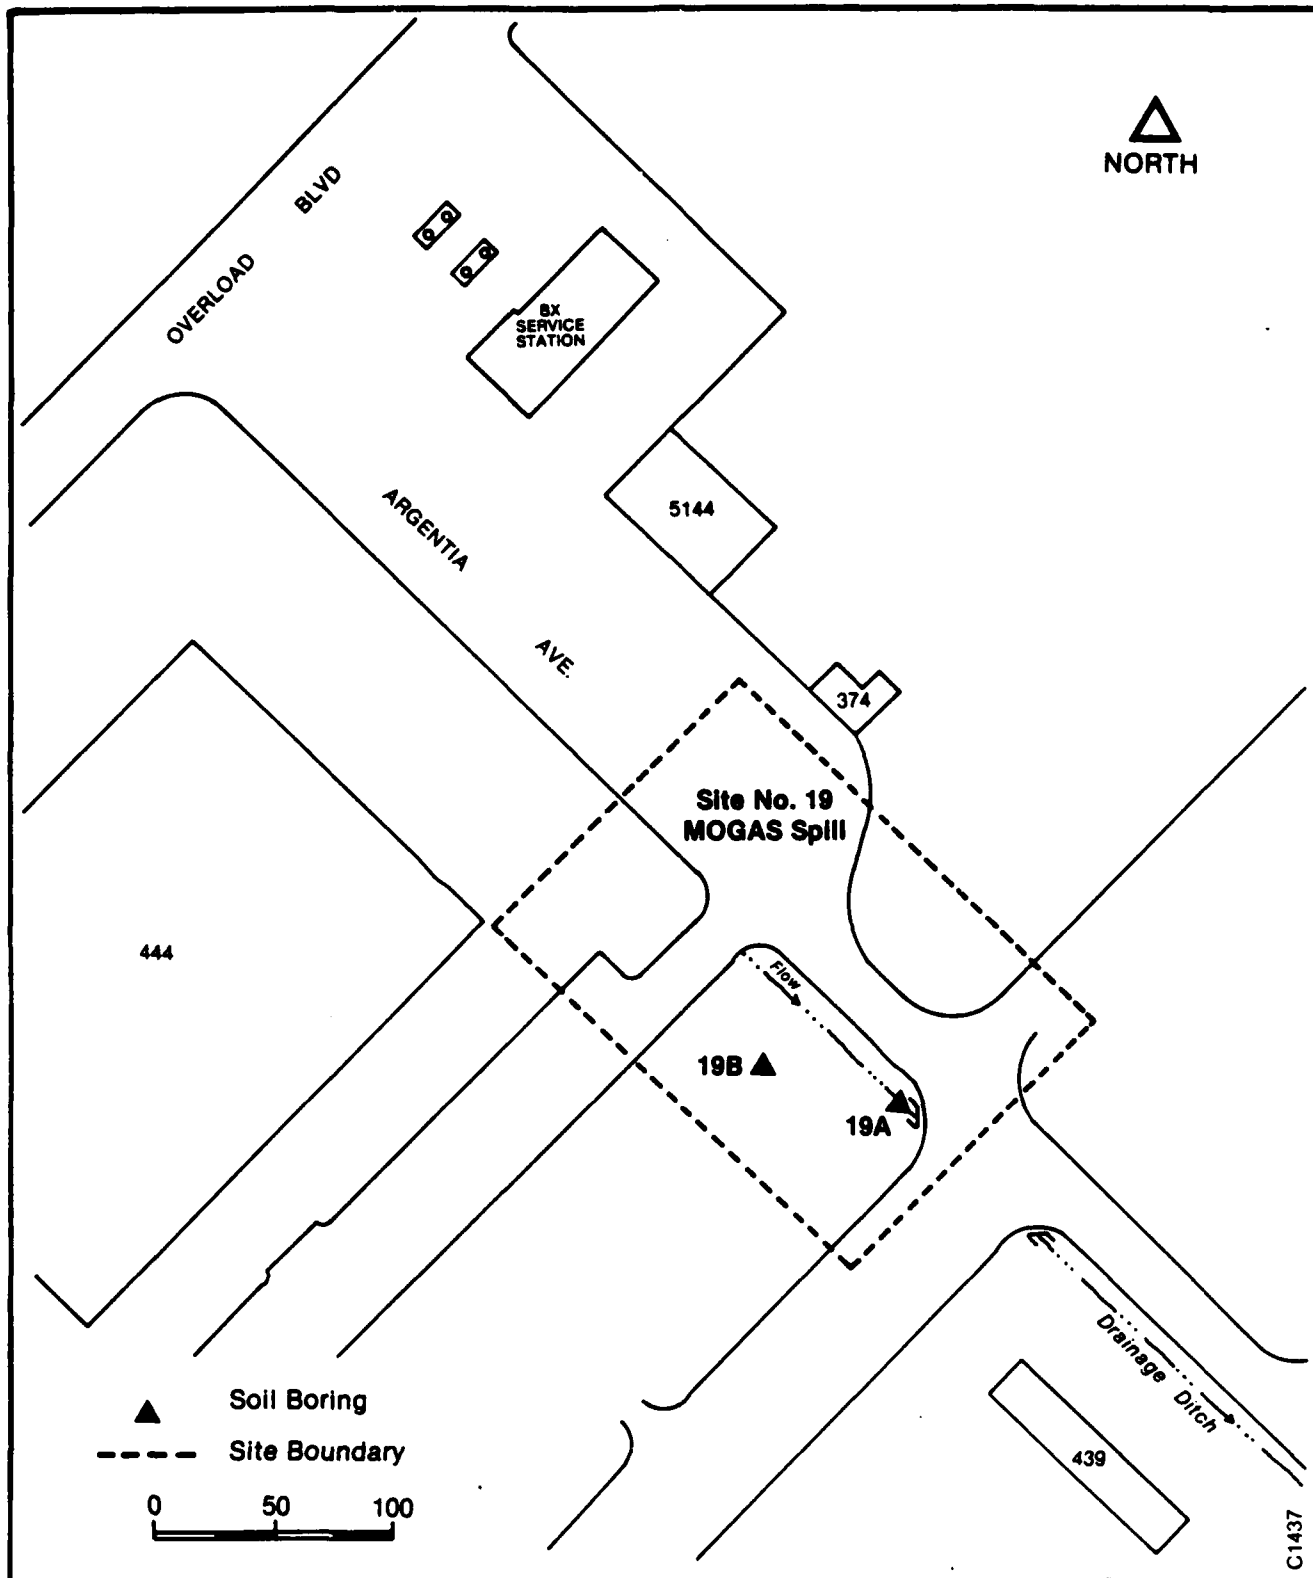 NORTH
OVERLOAD BLVD
BX
SERVICE
STATION
ARGENTIA AVE.
5144
374
Site No. 19
MOGAS Spill
444
Flow
19B
19A
Drainage Ditch
439
Soil Boring
Site Boundary
0 50 100
C1437